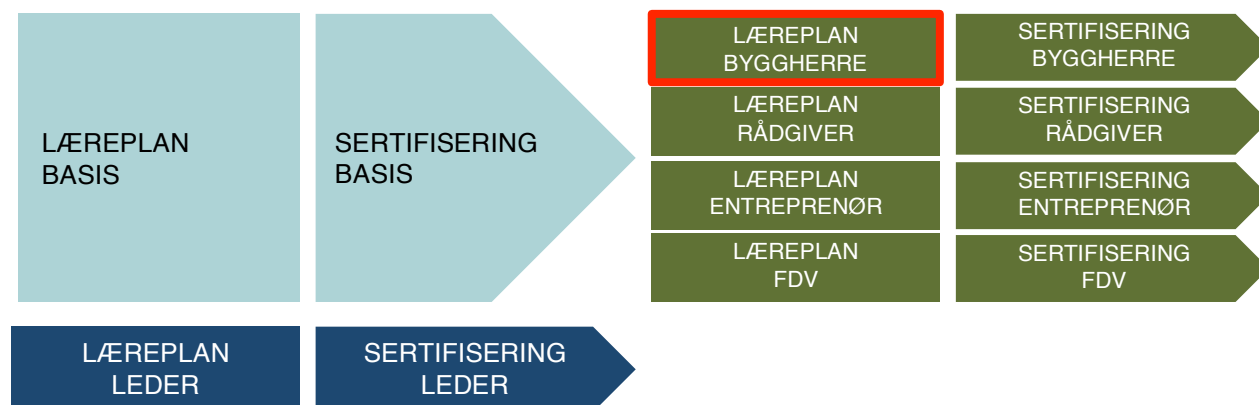 LÆREPLAN
BASIS
SERTIFISERING
BASIS
LÆREPLAN
BYGGHERRE
SERTIFISERING
BYGGHERRE
LÆREPLAN
RÅDGIVER
SERTIFISERING
RÅDGIVER
LÆREPLAN
ENTREPRENØR
SERTIFISERING
ENTREPRENØR
LÆREPLAN
FDV
SERTIFISERING
FDV
LÆREPLAN
LEDER
SERTIFISERING
LEDER